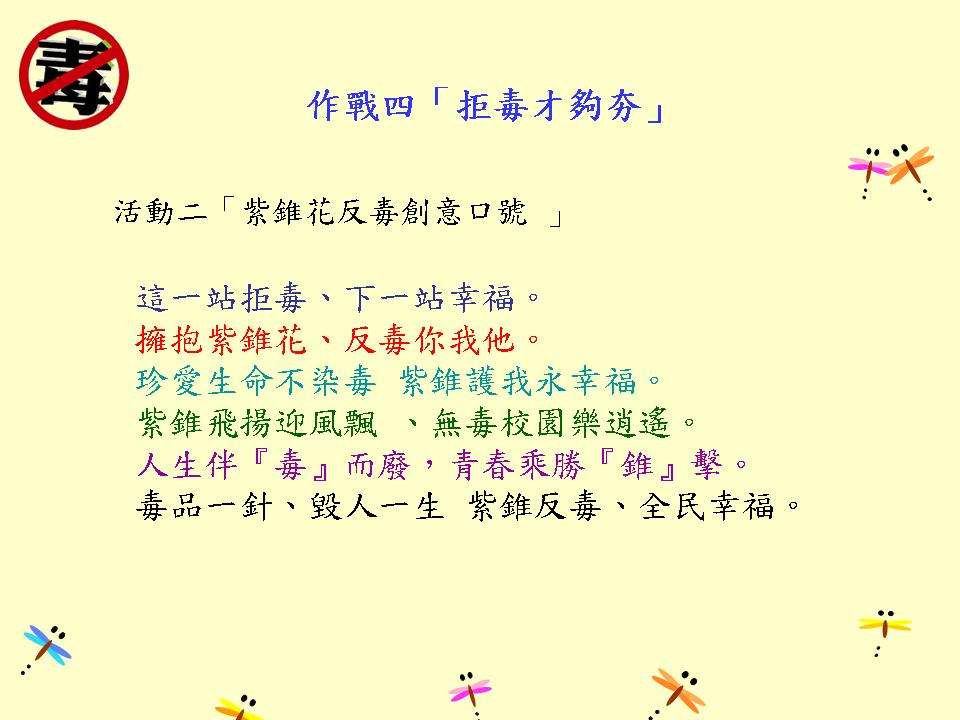 毒
作戰四「拒毒才夠夯」
活動二「紫錐花反毒創意口號 」
這一站拒毒、下一站幸福。
擁抱紫錐花、反毒你我他。
珍愛生命不染毒 紫錐護我永幸福。
紫錐飛揚迎風飄 、無毒校園樂逍遙。
人生伴『毒』而廢，青春乘勝『錐』擊。
毒品一針、毀人一生 紫錐反毒、全民幸福。